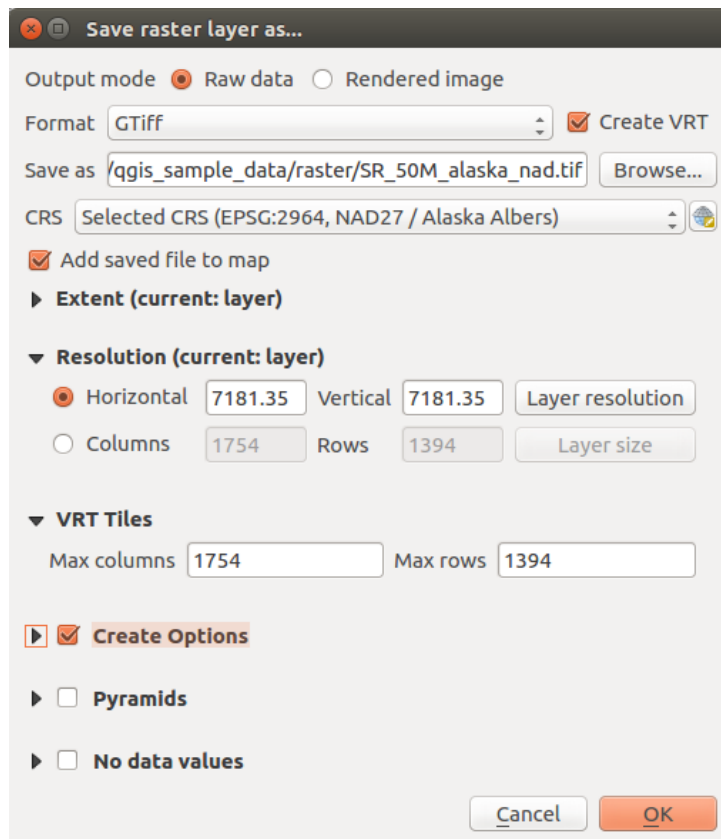 Save raster layer as...
Output mode Raw data Rendered image
Format GTiff Create VRT
Save as /qgis_sample_data/raster/SR_50M_alaska_nad.tif Browse...
CRS Selected CRS (EPSG:2964, NAD27 / Alaska Albers)
Add saved file to map
Extent (current: layer)
Resolution (current: layer)
Horizontal 7181.35 Vertical 7181.35 Layer resolution
Columns 1754 Rows 1394 Layer size
VRT Tiles
Max columns 1754 Max rows 1394
Create Options
Pyramids
No data values
Cancel OK